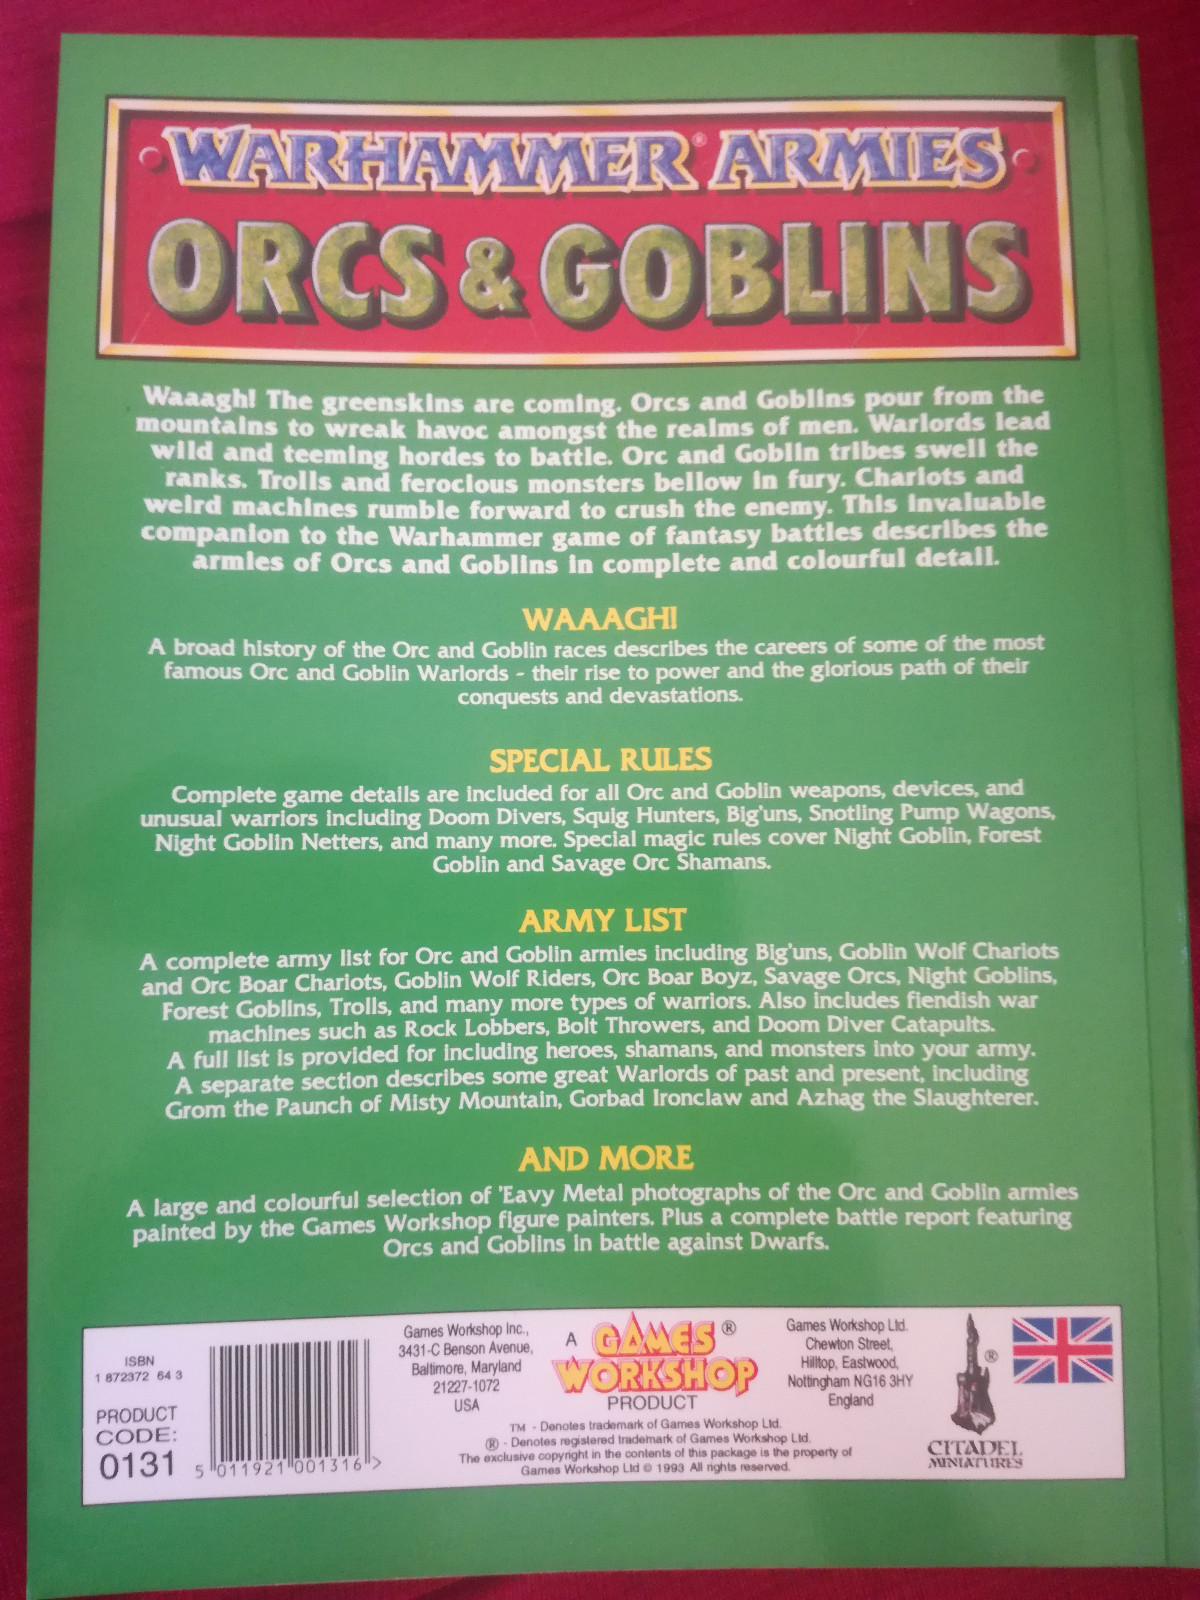 WARHAMMER® ARMIES
ORCS & GOBLINS
Waaagh! The greenskins are coming. Orcs and Goblins pour from the
mountains to wreak havoc amongst the realms of men. Warlords lead
wild and teeming hordes to battle. Orc and Goblin tribes swell the
ranks. Trolls and ferocious monsters bellow in fury. Chariots and
weird machines rumble forward to crush the enemy. This invaluable
companion to the Warhammer game of fantasy battles describes the
armies of Orcs and Goblins in complete and colourful detail.
WAAAGH!
A broad history of the Orc and Goblin races describes the careers of some of the most
famous Orc and Goblin Warlords - their rise to power and the glorious path of their
conquests and devastations.
SPECIAL RULES
Complete game details are included for all Orc and Goblin weapons, devices, and
unusual warriors including Doom Divers, Squig Hunters, Big'uns, Snotling Pump Wagons,
Night Goblin Netters, and many more. Special magic rules cover Night Goblin, Forest
Goblin and Savage Orc Shamans.
ARMY LIST
A complete army list for Orc and Goblin armies including Big'uns, Goblin Wolf Chariots
and Orc Boar Chariots, Goblin Wolf Riders, Orc Boar Boyz, Savage Orcs, Night Goblins,
Forest Goblins, Trolls, and many more types of warriors. Also includes fiendish war
machines such as Rock Lobbers, Bolt Throwers, and Doom Diver Catapults.
A full list is provided for including heroes, shamans, and monsters into your army.
A separate section describes some great Warlords of past and present, including
Grom the Paunch of Misty Mountain, Gorbad Ironclaw and Azhag the Slaughterer.
AND MORE
A large and colourful selection of 'Eavy Metal photographs of the Orc and Goblin armies
painted by the Games Workshop figure painters. Plus a complete battle report featuring
Orcs and Goblins in battle against Dwarfs.
ISBN
1 872372 64 3
PRODUCT
CODE:
0131
5 011921 001316 >
Games Workshop Inc.,
3431-C Benson Avenue,
Baltimore, Maryland
21227-1072
USA
A GAMES ®
WORKSHOP
PRODUCT
Games Workshop Ltd.
Chewton Street,
Hilltop, Eastwood,
Nottingham NG16 3HY
England
TM - Denotes trademark of Games Workshop Ltd.
® - Denotes registered trademark of Games Workshop Ltd.
The exclusive copyright in the contents of this package is the property of
Games Workshop Ltd © 1993 All rights reserved.
®
CITADEL
MINIATURES